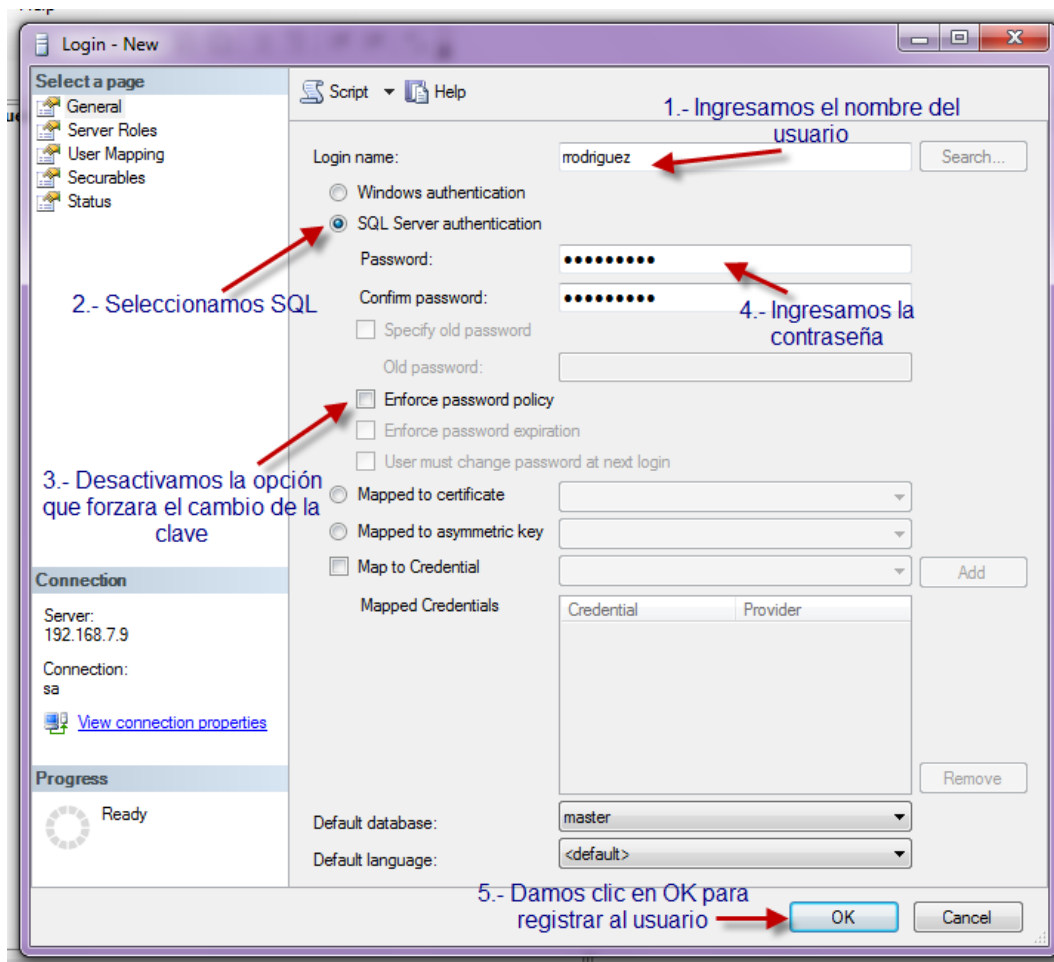 Help
Login - New
Select a page
General
Server Roles
User Mapping
Securables
Status
Script
Help
1.- Ingresamos el nombre del
usuario
Login name:
rrodriguez
Search...
Windows authentication
SQL Server authentication
Password:
●●●●●●●●●
2.- Seleccionamos SQL
Confirm password:
●●●●●●●●●
4.- Ingresamos la
contraseña
Specify old password
Old password:
Enforce password policy
Enforce password expiration
User must change password at next login
3.- Desactivamos la opción
que forzara el cambio de la
clave
Mapped to certificate
Mapped to asymmetric key
Map to Credential
Add
Mapped Credentials
Credential
Provider
Connection
Server:
192.168.7.9
Connection:
sa
View connection properties
Progress
Ready
Remove
Default database:
master
Default language:
<default>
5.- Damos clic en OK para
registrar al usuario
OK
Cancel